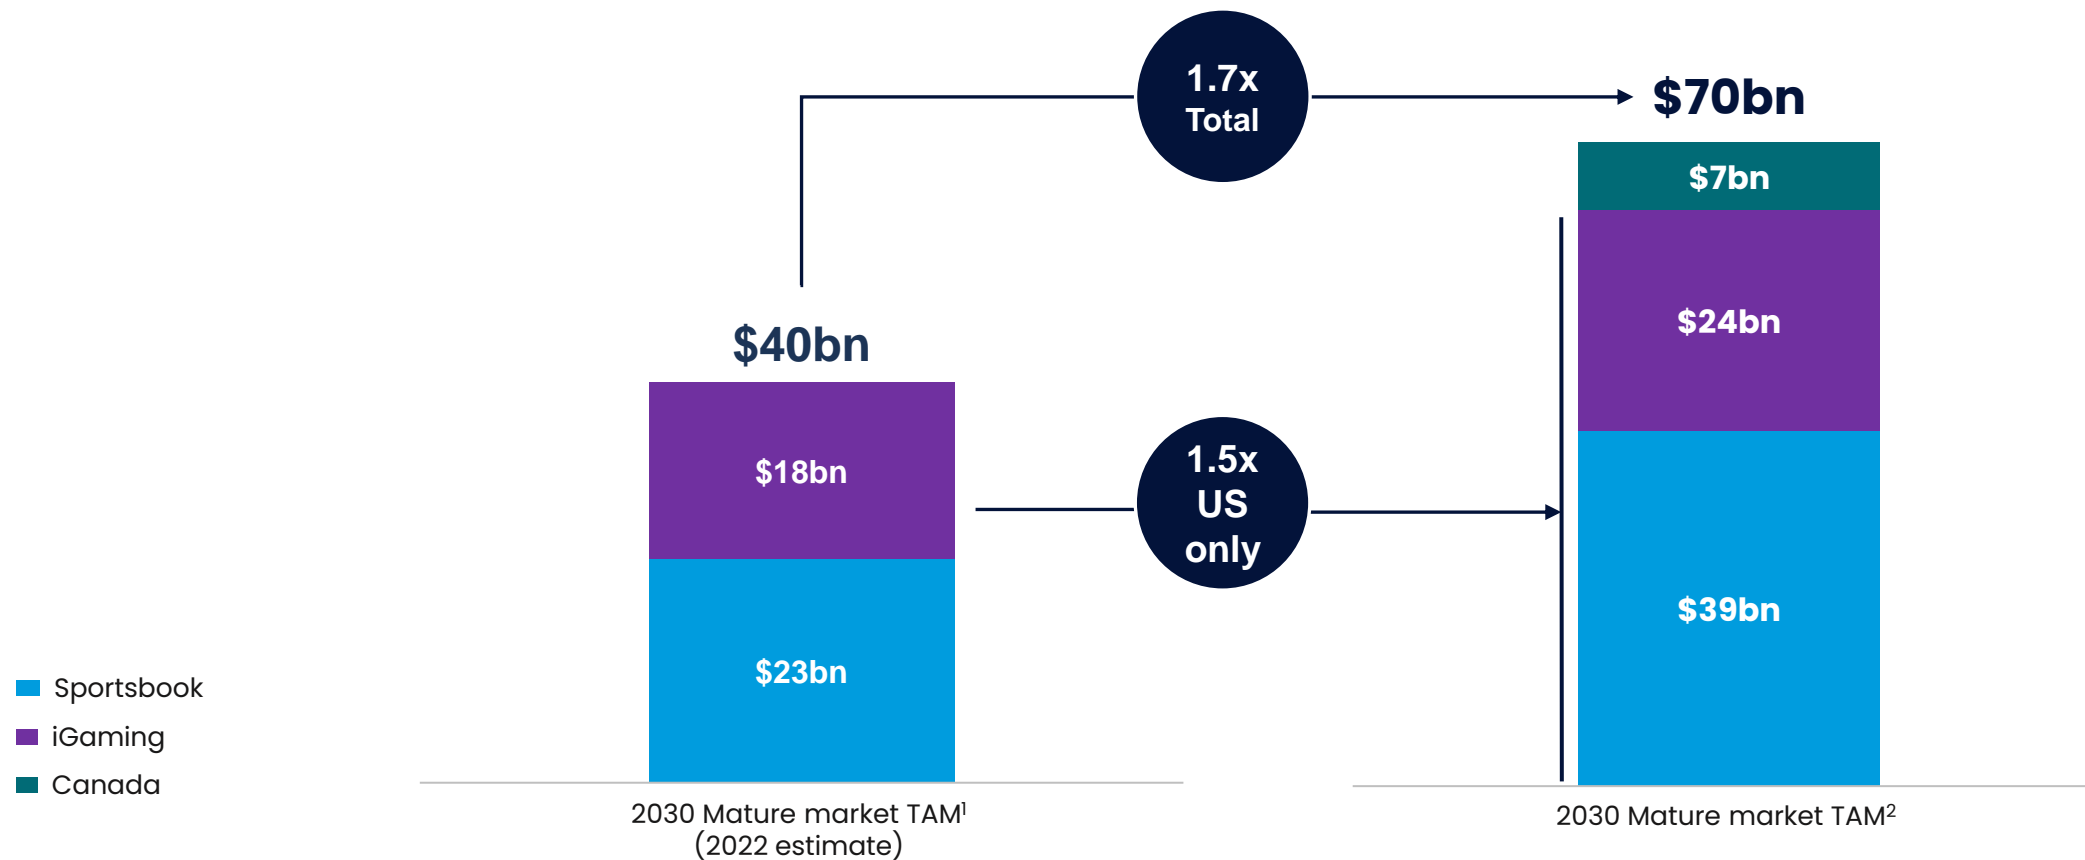 1.7x
Total
$70bn
$7bn
$24bn
$39bn
$40bn
$18bn
$23bn
1.5x
US
only
Sportsbook
iGaming
Canada
2030 Mature market TAM¹
(2022 estimate)
2030 Mature market TAM²